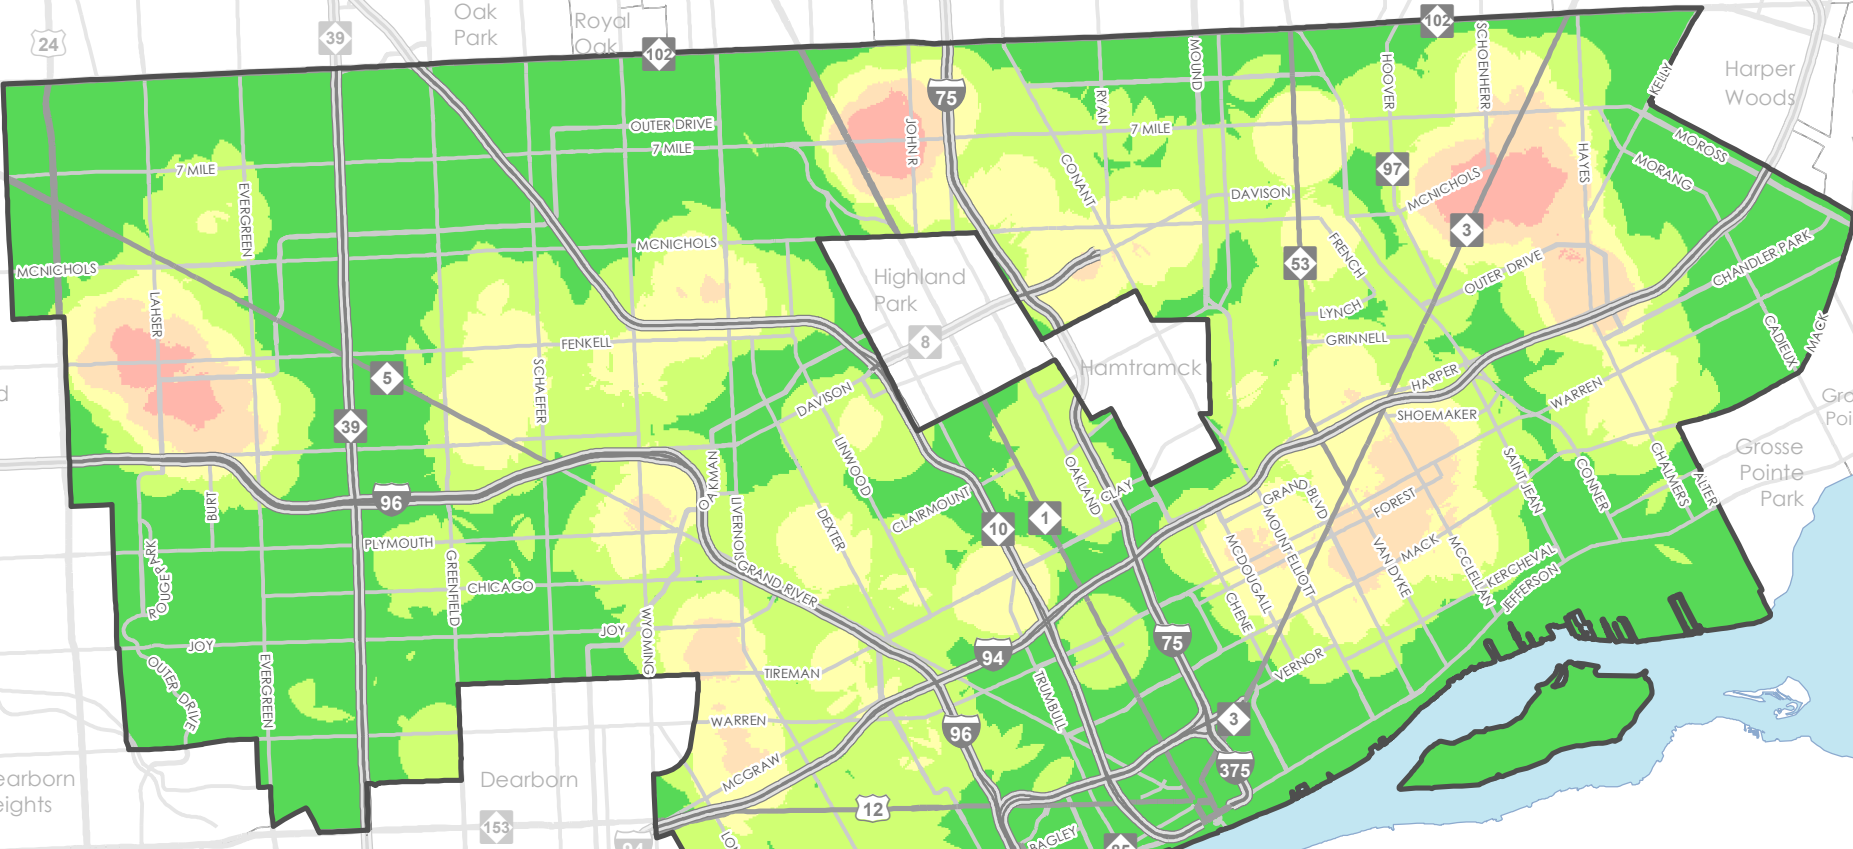 Oak
Park
Royal
Oak
24
39
102
102
75
Harper
Woods
KELLY
MOUND
HOOVER
SCHOENHERR
RYAN
OUTER DRIVE
7 MILE
7 MILE
7 MILE
JOHN R
CONANT
HAYES
MOROSS
MORANG
97
MCNICHOLS
DAVISON
EVERGREEN
MCNICHOLS
MCNICHOLS
3
53
FRENCH
OUTER DRIVE
CHANDLER PARK
Highland
Park
8
LAHSER
LYNCH
GRINNELL
CADIEUX
MACK
FENKELL
SCHAEFER
5
Hamtramck
DAVISON
HARPER
SHOEMAKER
WARREN
39
LINWOOD
OAKMAN
OAKLAND
CLAY
SAINT JEAN
CONNER
CHALMERS
ALTER
Grosse
Pointe
Park
96
BURT
LIVERNOIS
DEXTER
CLAIRMOUNT
10
1
GRAND BLVD
MOUNT ELLIOTT
FOREST
MACK
VAN DYKE
MCCLELLAN
KERCHEVAL
JEFFERSON
MCDOUGALL
CHENE
PLYMOUTH
GREENFIELD
CHICAGO
GRAND RIVER
ROUGE PARK
JOY
JOY
WYOMING
94
75
TIREMAN
VERNOR
OUTER DRIVE
EVERGREEN
TRUMBULL
WARREN
96
3
375
MCGRAW
Dearborn
153
12
BAGLEY